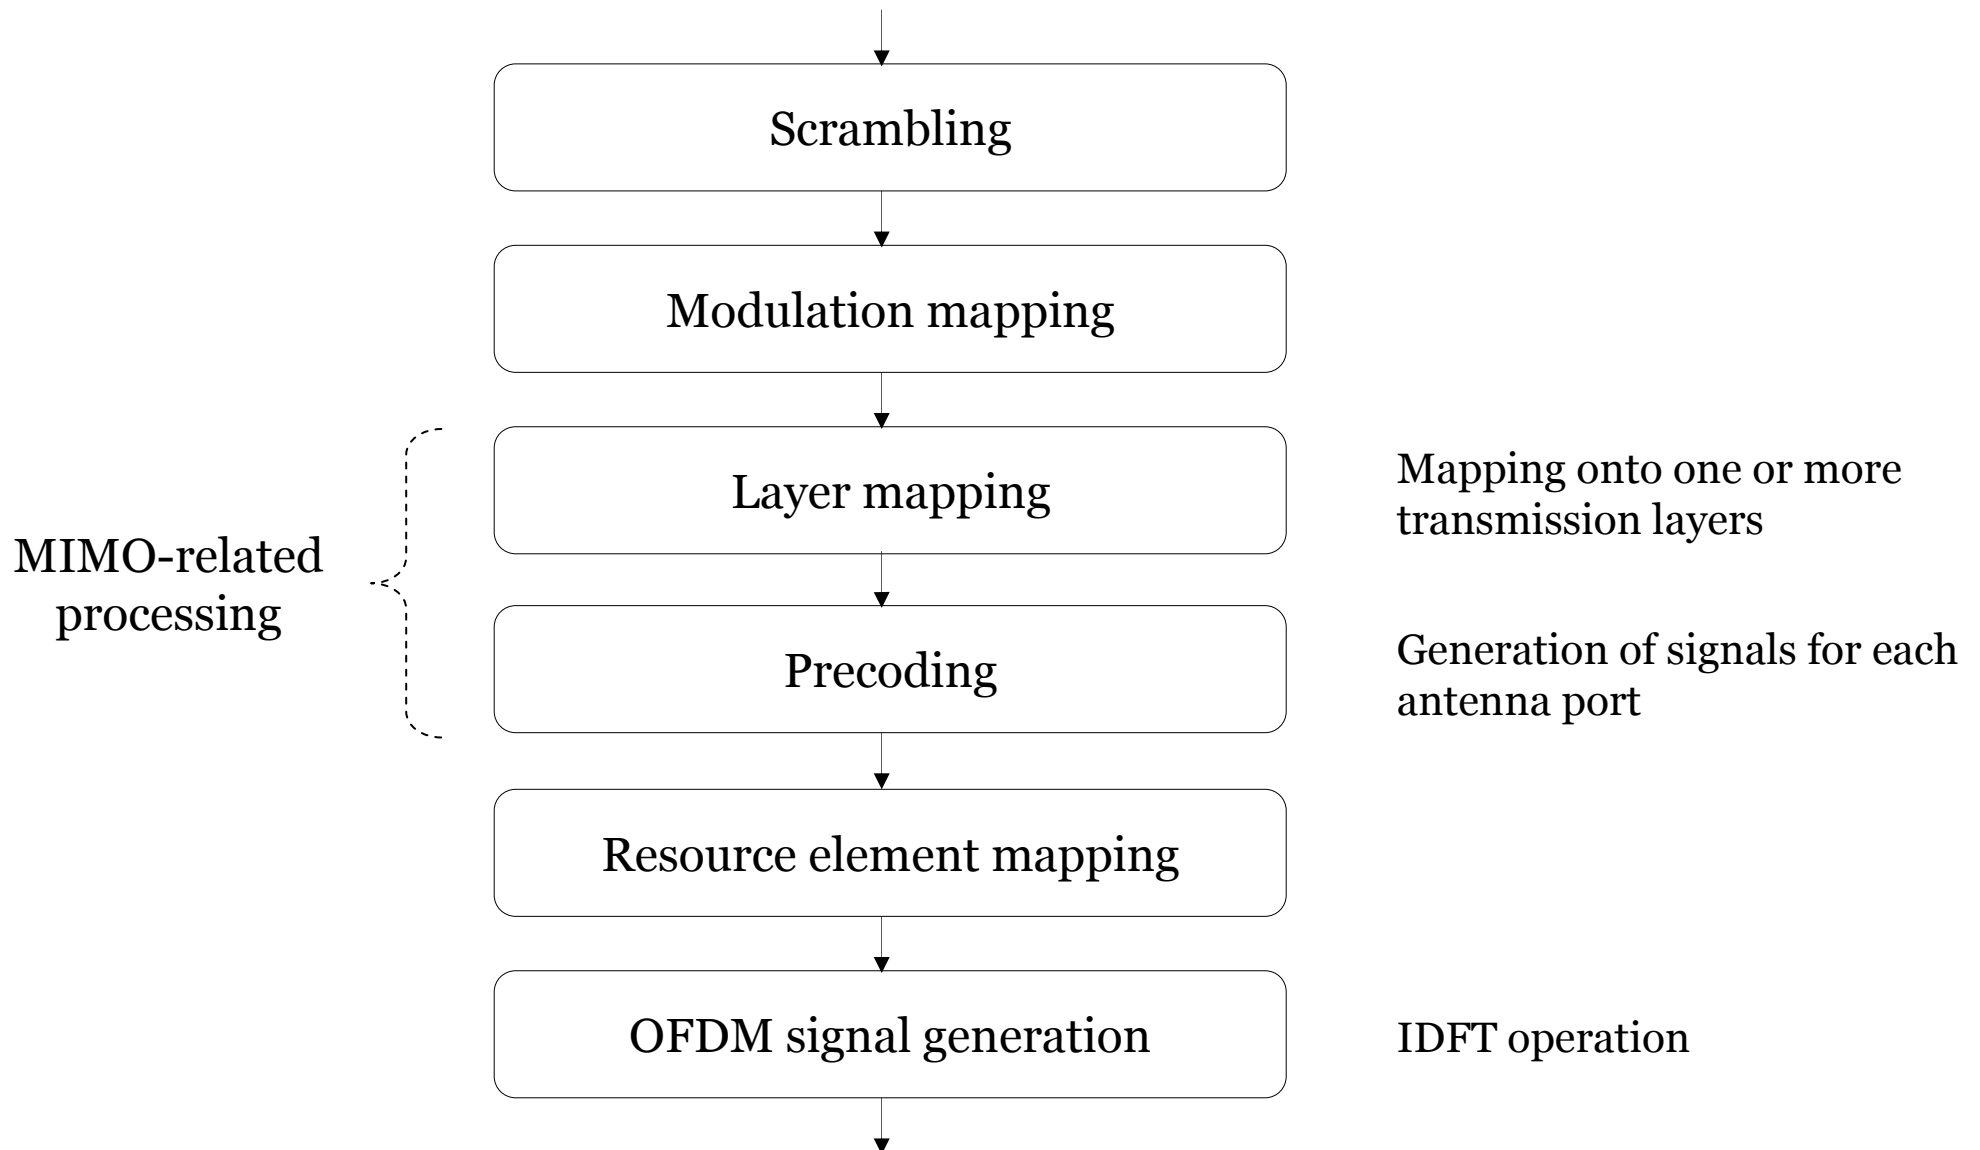 Scrambling
Modulation mapping
Layer mapping
Mapping onto one or more
transmission layers
MIMO-related
processing
Precoding
Generation of signals for each
antenna port
Resource element mapping
OFDM signal generation
IDFT operation